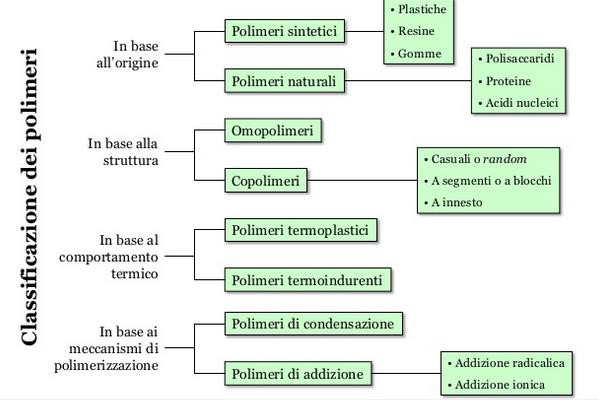 Classificazione dei polimeri
In base
all'origine
Polimeri sintetici
• Plastiche
• Resine
• Gomme
Polimeri naturali
• Polisaccaridi
• Proteine
• Acidi nucleici
In base alla
struttura
Omopolimeri
Copolimeri
• Casuali o random
• A segmenti o a blocchi
• A innesto
In base al
comportamento
termico
Polimeri termoplastici
Polimeri termoindurenti
In base ai
meccanismi di
polimerizzazione
Polimeri di condensazione
Polimeri di addizione
• Addizione radicalica
• Addizione ionica